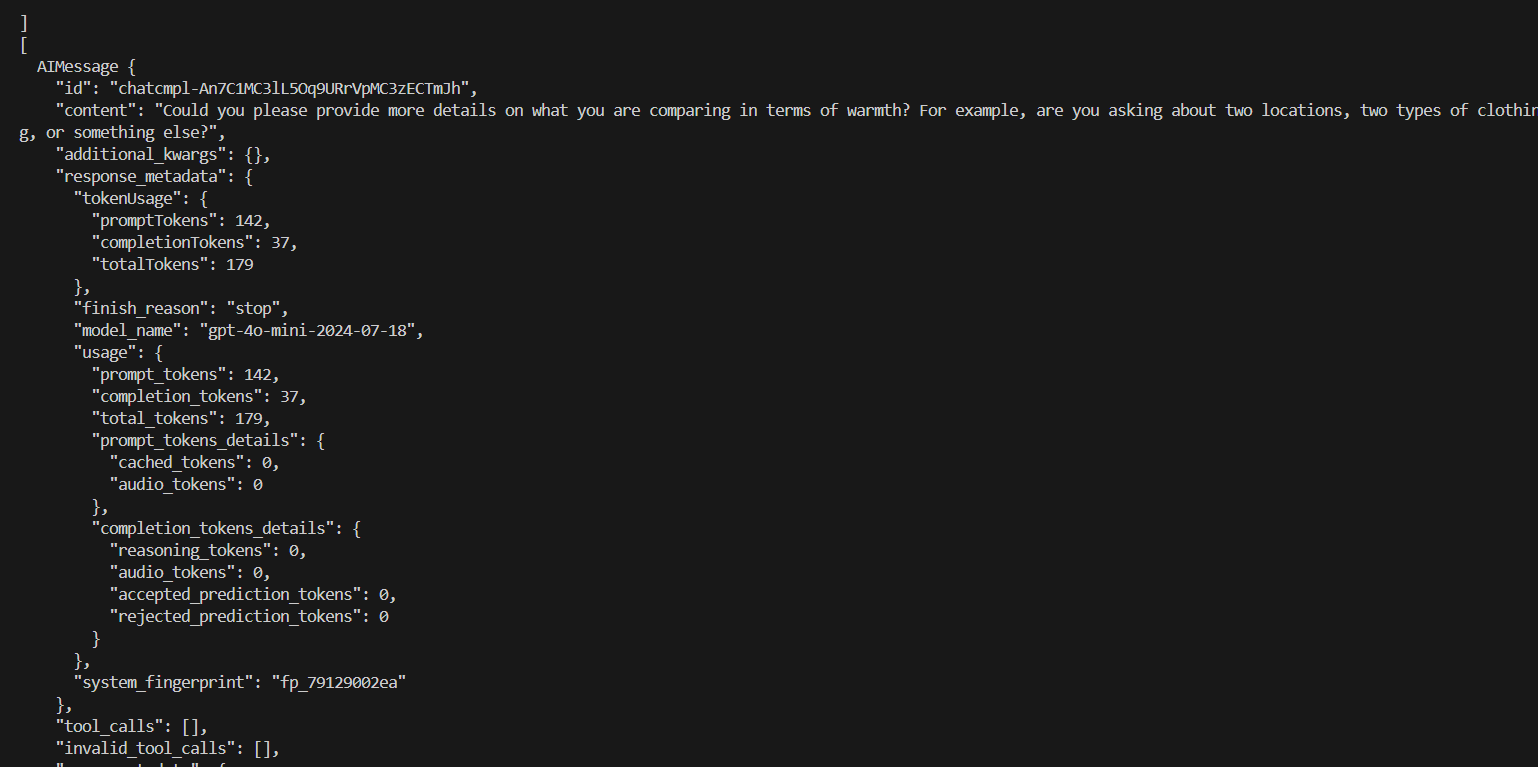 ]
[
  AIMessage {
    "id": "chatcmpl-An7C1MC3lL5Oq9URrVpMC3zECTmJh",
    "content": "Could you please provide more details on what you are comparing in terms of warmth? For example, are you asking about two locations, two types of clothin
g, or something else?",
    "additional_kwargs": {},
    "response_metadata": {
      "tokenUsage": {
        "promptTokens": 142,
        "completionTokens": 37,
        "totalTokens": 179
      },
      "finish_reason": "stop",
      "model_name": "gpt-4o-mini-2024-07-18",
      "usage": {
        "prompt_tokens": 142,
        "completion_tokens": 37,
        "total_tokens": 179,
        "prompt_tokens_details": {
          "cached_tokens": 0,
          "audio_tokens": 0
        },
        "completion_tokens_details": {
          "reasoning_tokens": 0,
          "audio_tokens": 0,
          "accepted_prediction_tokens": 0,
          "rejected_prediction_tokens": 0
        }
      },
      "system_fingerprint": "fp_79129002ea"
    },
    "tool_calls": [],
    "invalid_tool_calls": [],